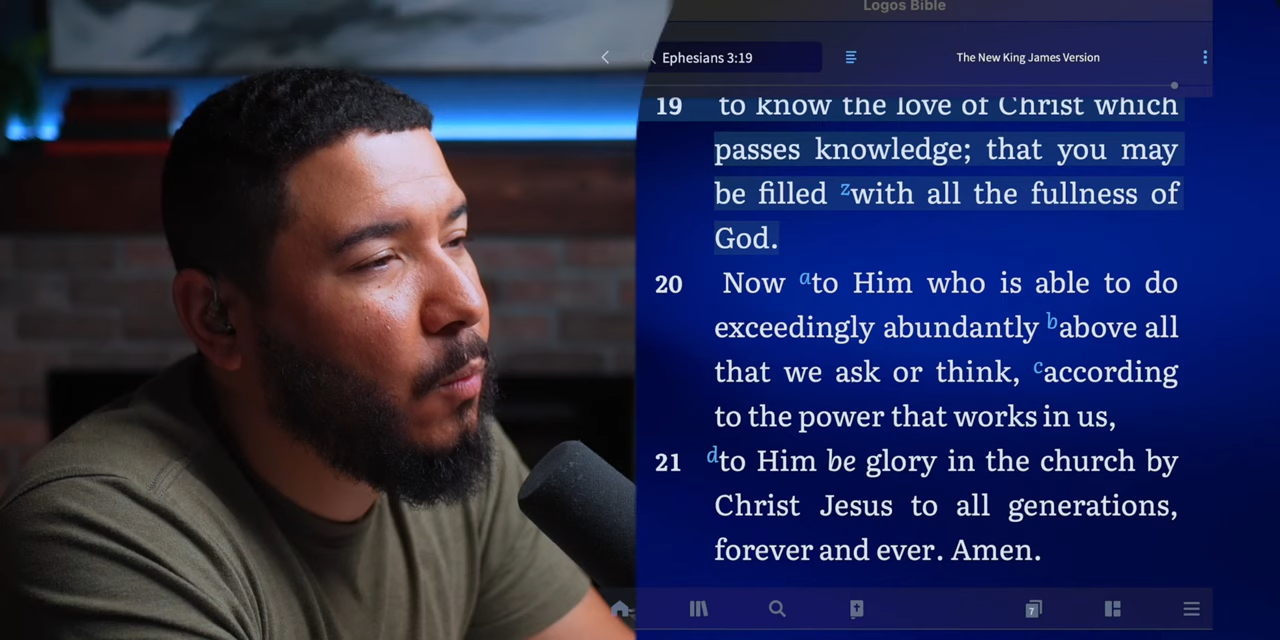 Logos Bible
Ephesians 3:19
The New King James Version
19 to know the love of Christ which
passes knowledge; that you may
be filled zwith all the fullness of
God.
20 Now ato Him who is able to do
exceedingly abundantly babove all
that we ask or think, caccording
to the power that works in us,
21 dto Him be glory in the church by
Christ Jesus to all generations,
forever and ever. Amen.
7